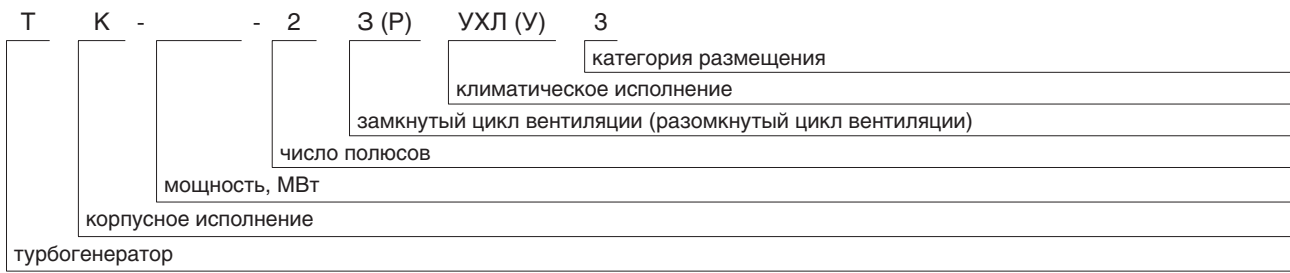 Т К - - 2 З (Р) УХЛ (У) 3
категория размещения
климатическое исполнение
замкнутый цикл вентиляции (разомкнутый цикл вентиляции)
число полюсов
мощность, МВт
корпусное исполнение
турбогенератор